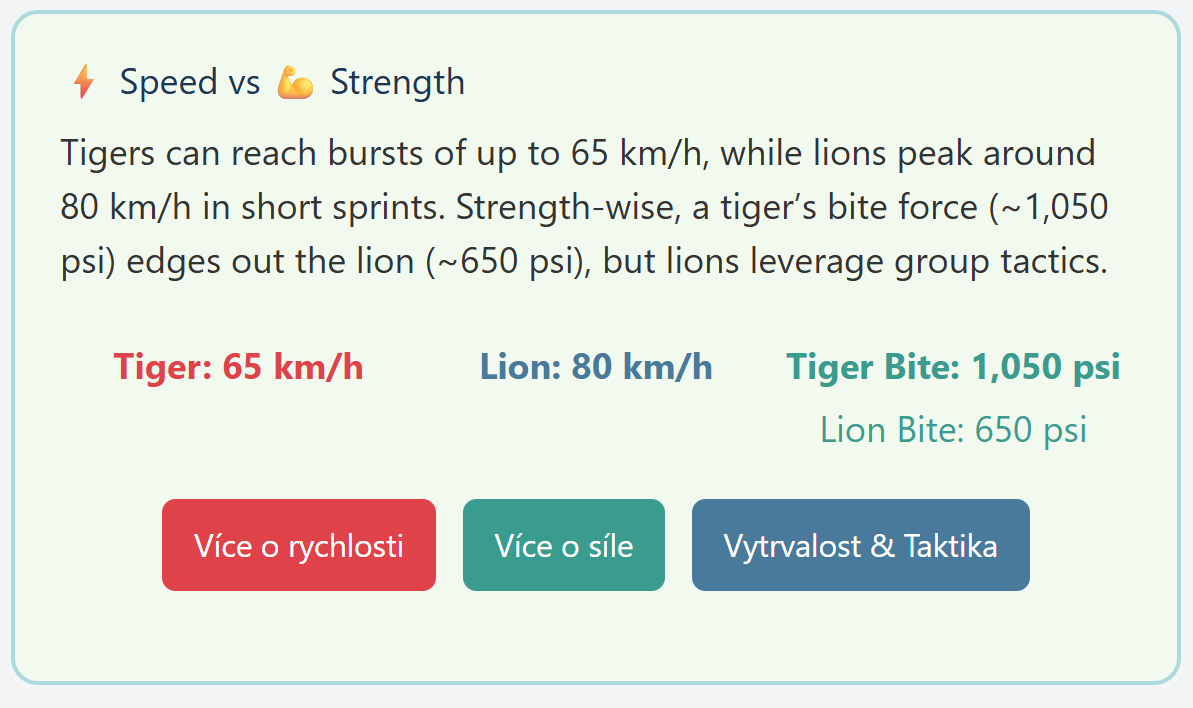 ⚡ Speed vs 💪 Strength
Tigers can reach bursts of up to 65 km/h, while lions peak around
80 km/h in short sprints. Strength-wise, a tiger’s bite force (~1,050
psi) edges out the lion (~650 psi), but lions leverage group tactics.
Tiger: 65 km/h
Lion: 80 km/h
Tiger Bite: 1,050 psi
Lion Bite: 650 psi
Více o rychlosti
Více o síle
Vytrvalost & Taktika